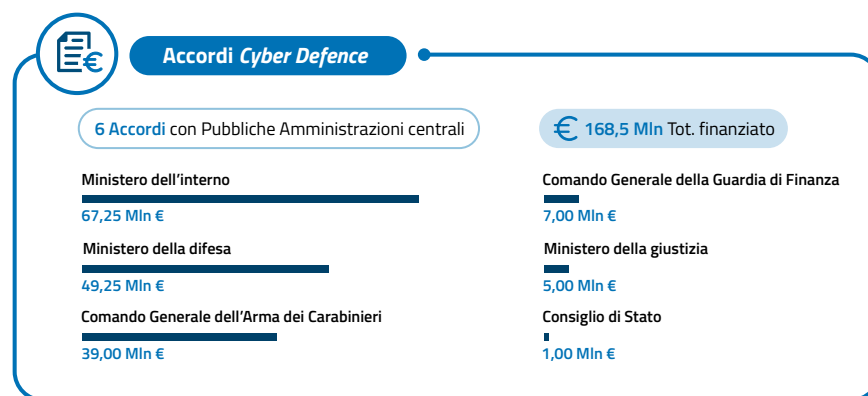 Accordi Cyber Defence
6 Accordi con Pubbliche Amministrazioni centrali
€ 168,5 Mln Tot. finanziato
Ministero dell'interno
67,25 Mln €
Ministero della difesa
49,25 Mln €
Comando Generale dell'Arma dei Carabinieri
39,00 Mln €
Comando Generale della Guardia di Finanza
7,00 Mln €
Ministero della giustizia
5,00 Mln €
Consiglio di Stato
1,00 Mln €